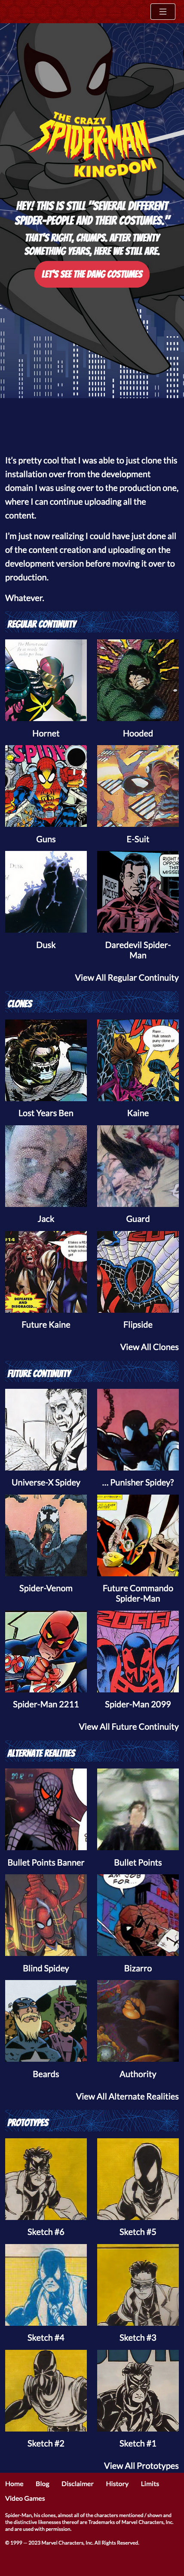 THE CRAZY
SPIDER-MAN
KINGDOM
HEY! THIS IS STILL "SEVERAL DIFFERENT
SPIDER-PEOPLE AND THEIR COSTUMES."
THAT'S RIGHT, CHUMPS. AFTER TWENTY
SOMETHING YEARS, HERE WE STILL ARE.
LET'S SEE THE DANG COSTUMES
It's pretty cool that I was able to just clone this
installation over from the development
domain I was using over to the production one,
where I can continue uploading all the
content.
I'm just now realizing I could have just done all
of the content creation and uploading on the
development version before moving it over to
production.
Whatever.
REGULAR CONTINUITY
Hornet
Hooded
Guns
E-Suit
Dusk
Daredevil Spider-
Man
View All Regular Continuity
CLONES
Lost Years Ben
Kaine
Jack
Guard
Future Kaine
Flipside
View All Clones
FUTURE CONTINUITY
Universe-X Spidey
... Punisher Spidey?
Spider-Venom
Future Commando
Spider-Man
Spider-Man 2211
2099
Spider-Man 2099
View All Future Continuity
ALTERNATE REALITIES
Bullet Points Banner
Bullet Points
Blind Spidey
Bizarro
Beards
Authority
View All Alternate Realities
PROTOTYPES
Sketch #6
Sketch #5
Sketch #4
Sketch #3
Sketch #2
Sketch #1
View All Prototypes
Home Blog Disclaimer History Limits
Video Games
Spider-Man, his clones, almost all of the characters mentioned / shown and
the distinctive likenesses thereof are Trademarks of Marvel Characters, Inc.
and are used with permission.
© 1999 — 2023 Marvel Characters, Inc. All Rights Reserved.